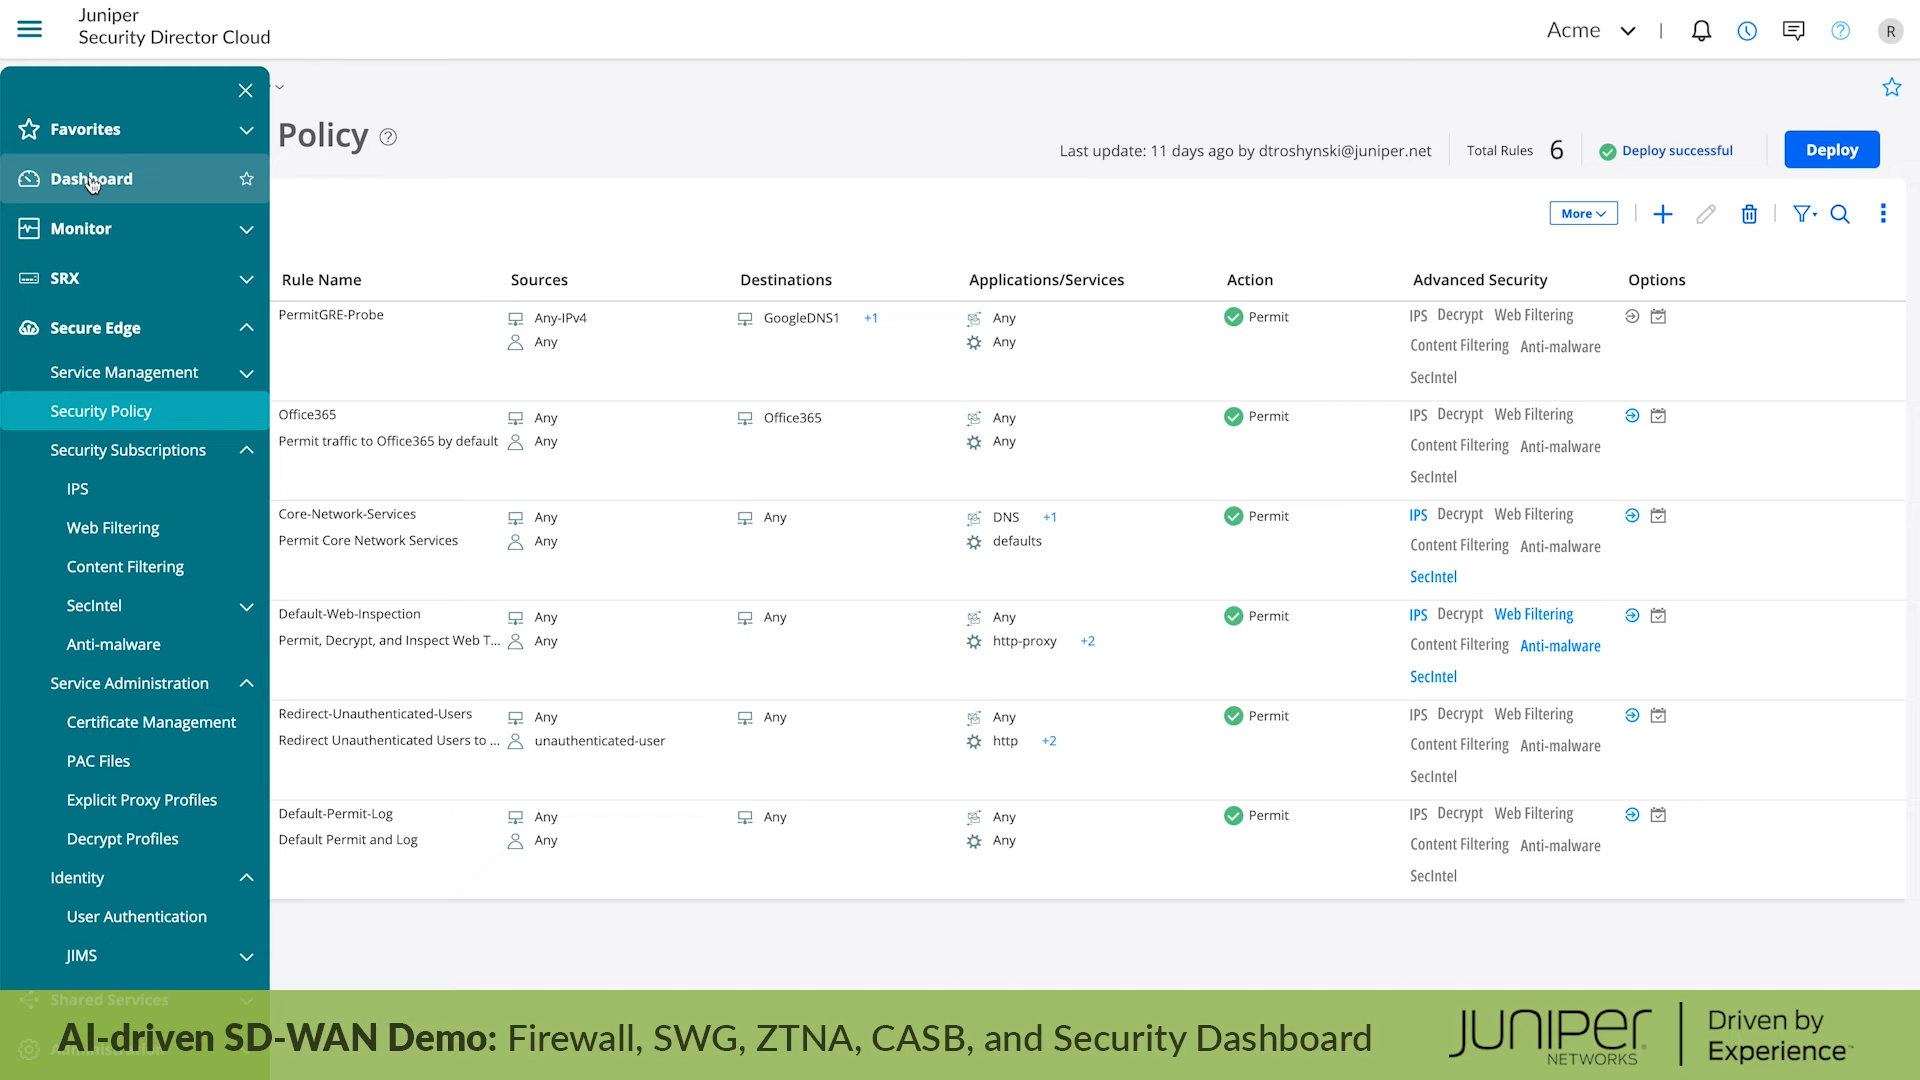 Juniper
Security Director Cloud
Acme
R
Favorites
Dashboard
Monitor
SRX
Secure Edge
Service Management
Security Policy
Security Subscriptions
IPS
Web Filtering
Content Filtering
SecIntel
Anti-malware
Service Administration
Certificate Management
PAC Files
Explicit Proxy Profiles
Decrypt Profiles
Identity
User Authentication
JIMS
Shared Services
Administration
Policy
Last update: 11 days ago by dtroshynski@juniper.net
Total Rules 6
Deploy successful
Deploy
More
Rule Name Sources Destinations Applications/Services Action Advanced Security Options
PermitGRE-Probe Any-IPv4 GoogleDNS1 +1 Any Permit IPS Decrypt Web Filtering
Any Any Content Filtering Anti-malware
SecIntel
Office365 Any Office365 Any Permit IPS Decrypt Web Filtering
Permit traffic to Office365 by default Any Any Content Filtering Anti-malware
SecIntel
Core-Network-Services Any Any DNS +1 Permit IPS Decrypt Web Filtering
Permit Core Network Services Any defaults Content Filtering Anti-malware
SecIntel
Default-Web-Inspection Any Any Any Permit IPS Decrypt Web Filtering
Permit, Decrypt, and Inspect Web T... Any http-proxy +2 Content Filtering Anti-malware
SecIntel
Redirect-Unauthenticated-Users Any Any Any Permit IPS Decrypt Web Filtering
Redirect Unauthenticated Users to ... unauthenticated-user http +2 Content Filtering Anti-malware
SecIntel
Default-Permit-Log Any Any Any Permit IPS Decrypt Web Filtering
Default Permit and Log Any Any Content Filtering Anti-malware
SecIntel
AI-driven SD-WAN Demo: Firewall, SWG, ZTNA, CASB, and Security Dashboard
JUNIPER
NETWORKS
Driven by
Experience™